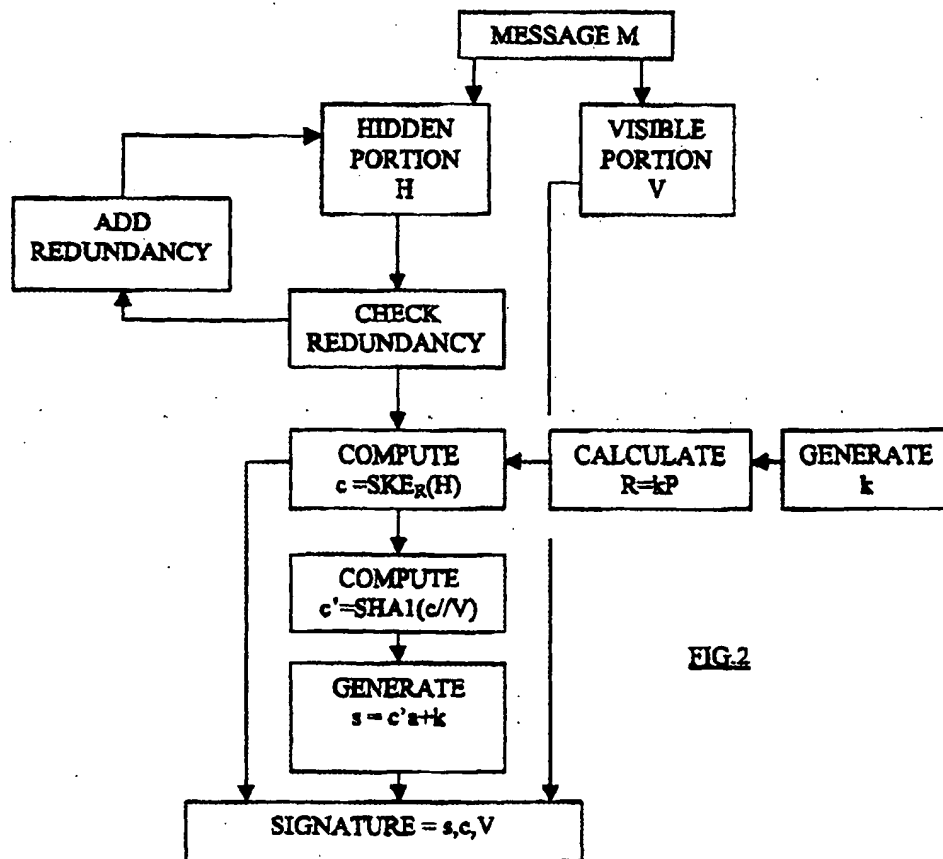 MESSAGE M
HIDDEN
PORTION
H
VISIBLE
PORTION
V
ADD
REDUNDANCY
CHECK
REDUNDANCY
COMPUTE
c =SKE_R(H)
CALCULATE
R=kP
GENERATE
k
COMPUTE
c'=SHA1(c//V)
GENERATE
s = c'a+k
FIG.2
SIGNATURE = s,c,V